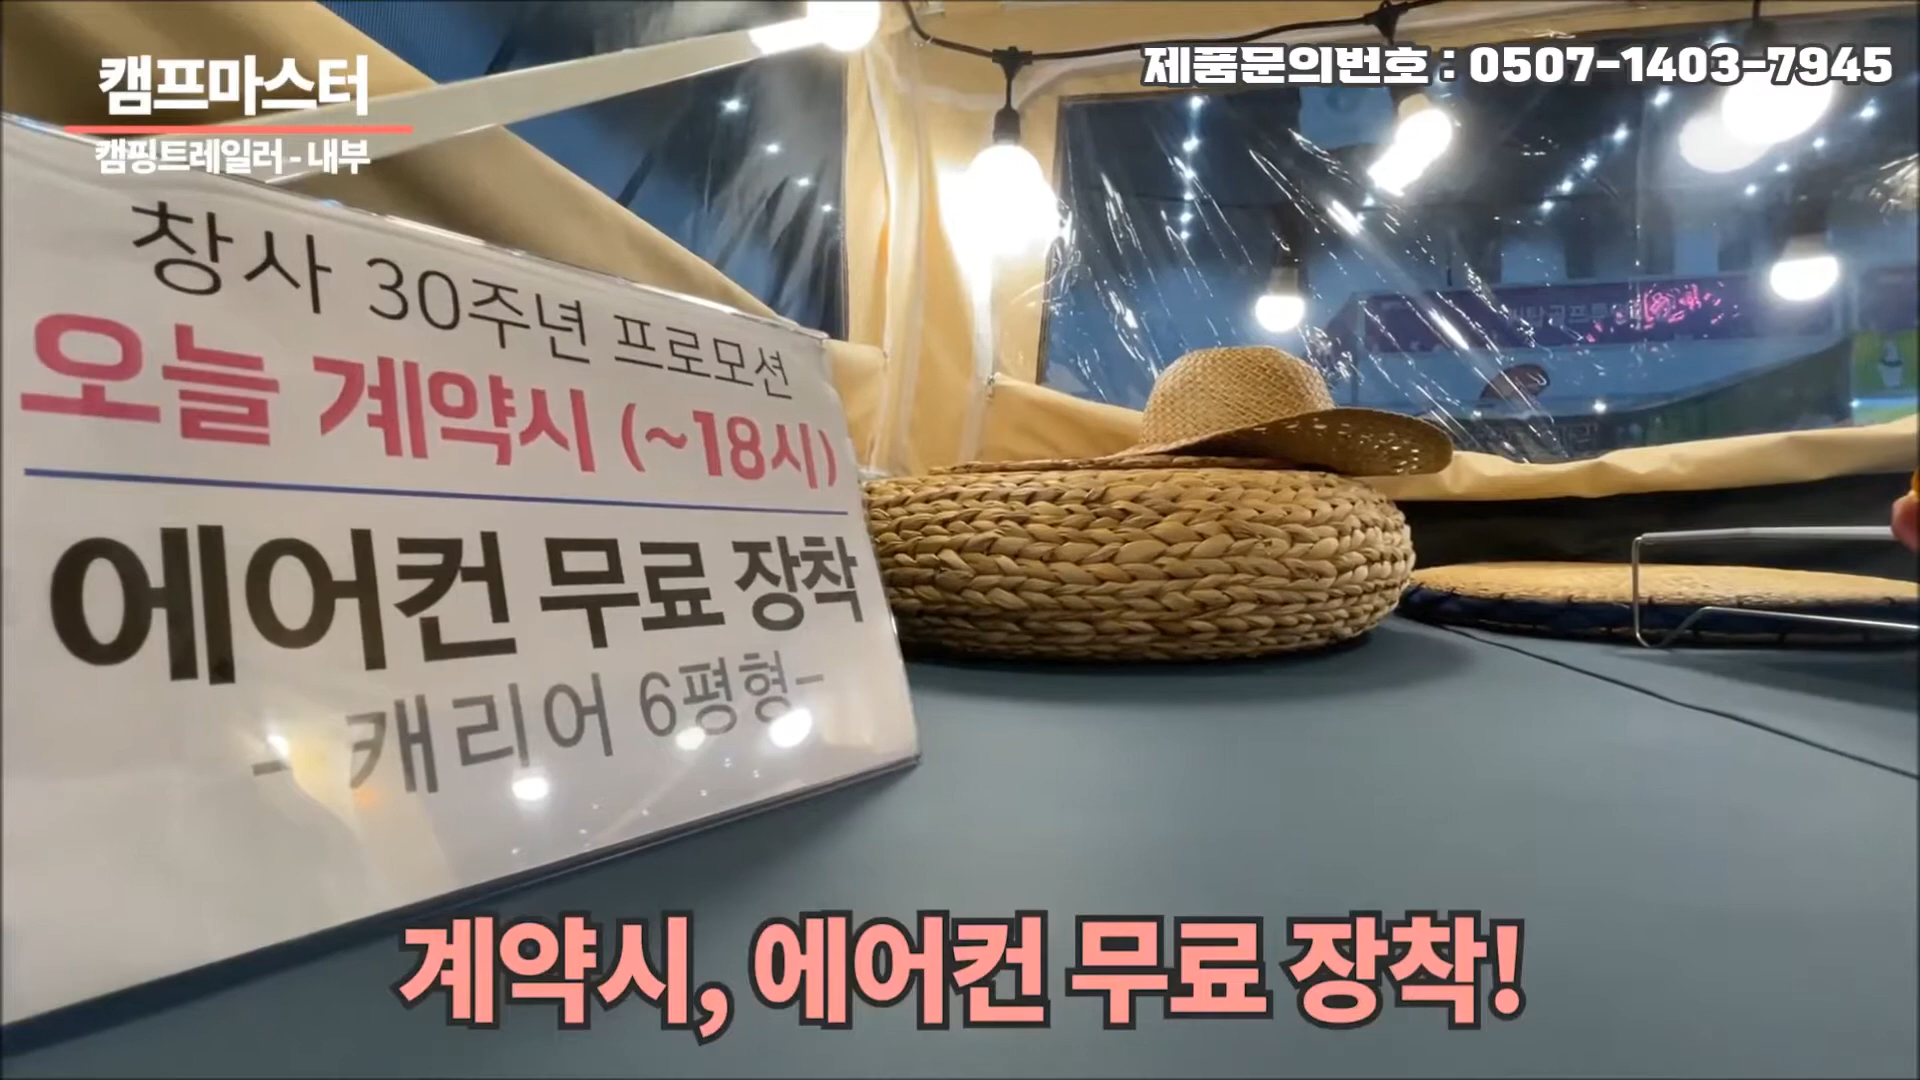 캠프마스터
캠핑트레일러 - 내부
제품문의번호 : 0507-1403-7945
창사 30주년 프로모션
오늘 계약시 (~18시)
에어컨 무료 장착
- 캐리어 6평형-
계약시, 에어컨 무료 장착!